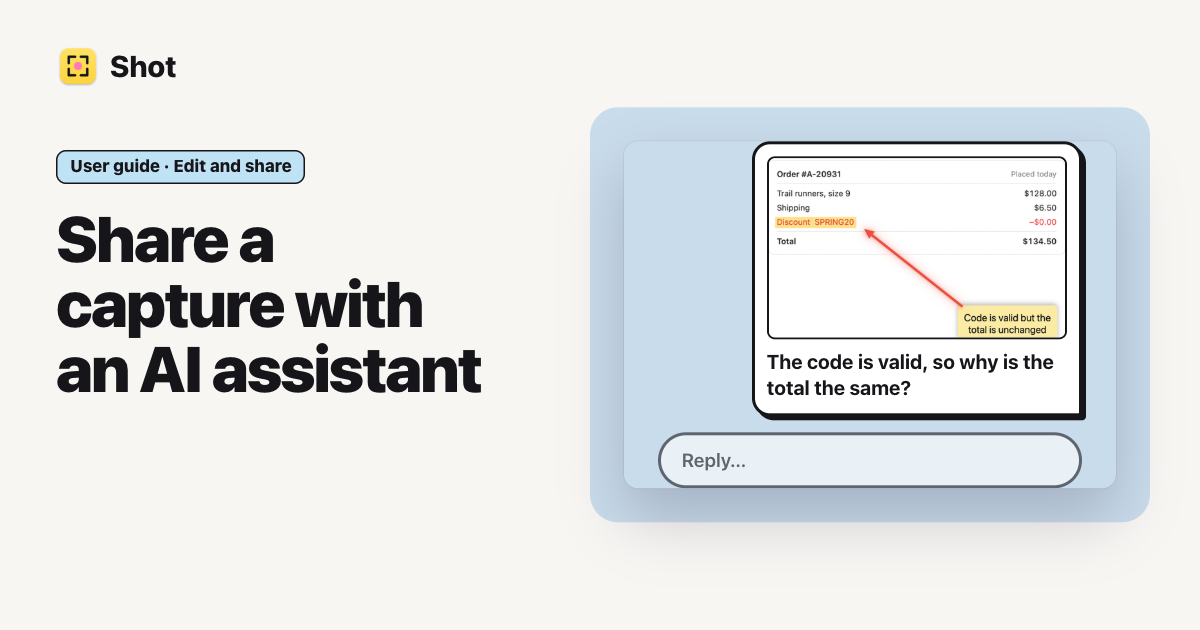 Shot
User guide · Edit and share
Share a
capture with
an AI assistant
Order #A-20931 Placed today
Trail runners, size 9 $128.00
Shipping $6.50
Discount SPRING20 −$0.00
Total $134.50
Code is valid but the
total is unchanged
The code is valid, so why is the
total the same?
Reply...